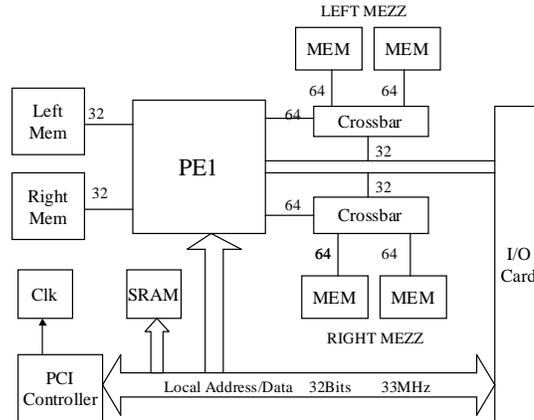 LEFT MEZZ
MEM MEM
64 64
Left
Mem
32
64
Crossbar
PE1
32
Right
Mem
32
32
64
Crossbar
64 64
I/O
Card
Clk
SRAM
MEM MEM
RIGHT MEZZ
PCI
Controller
Local Address/Data 32Bits 33MHz